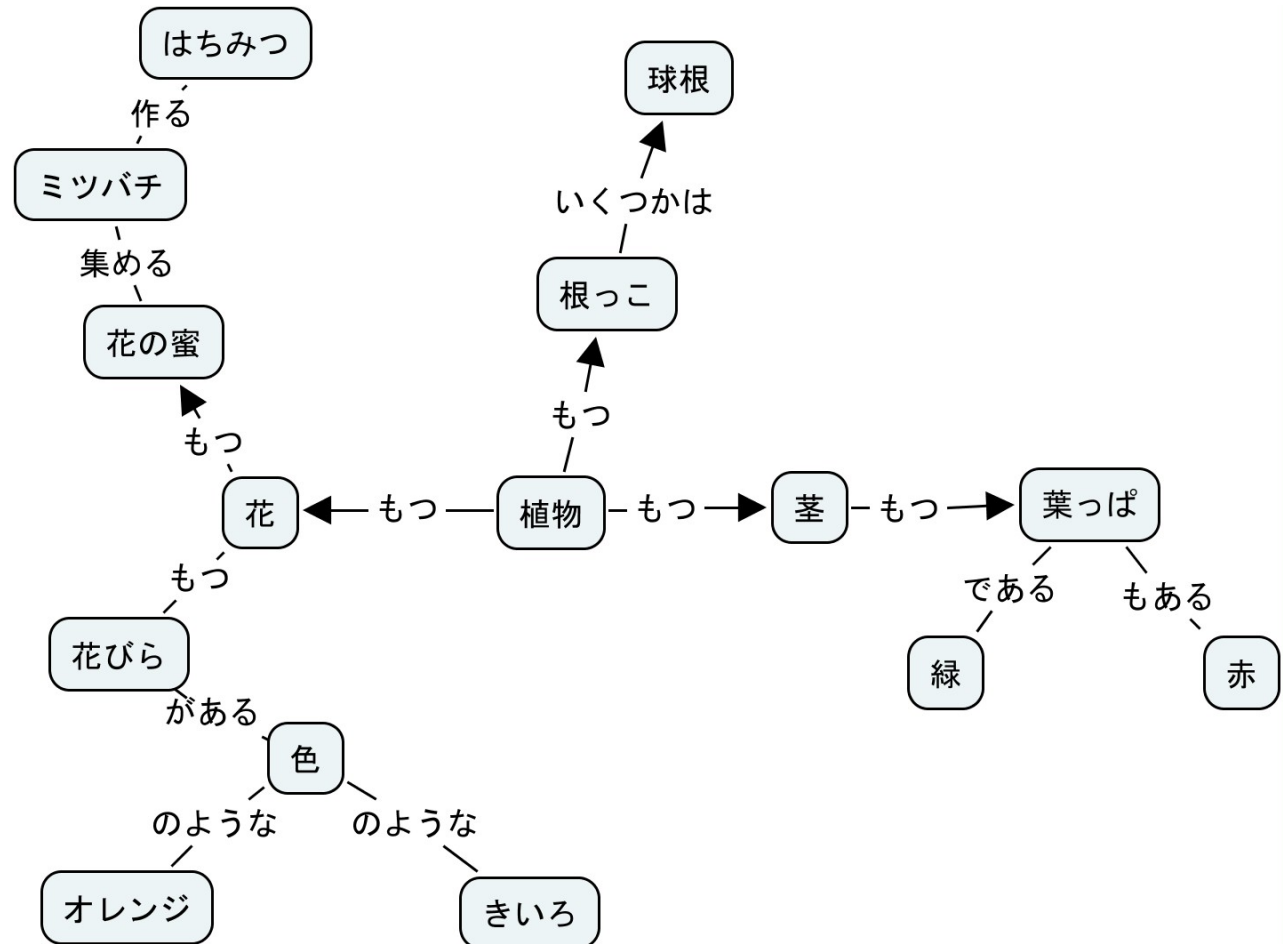 はちみつ
作る
ミツバチ
集める
花の蜜
もつ
球根
いくつかは
根っこ
もつ
花
もつ
植物
もつ
茎
もつ
葉っぱ
もつ
花びら
がある
色
のような
のような
オレンジ
きいろ
である
もある
緑
赤